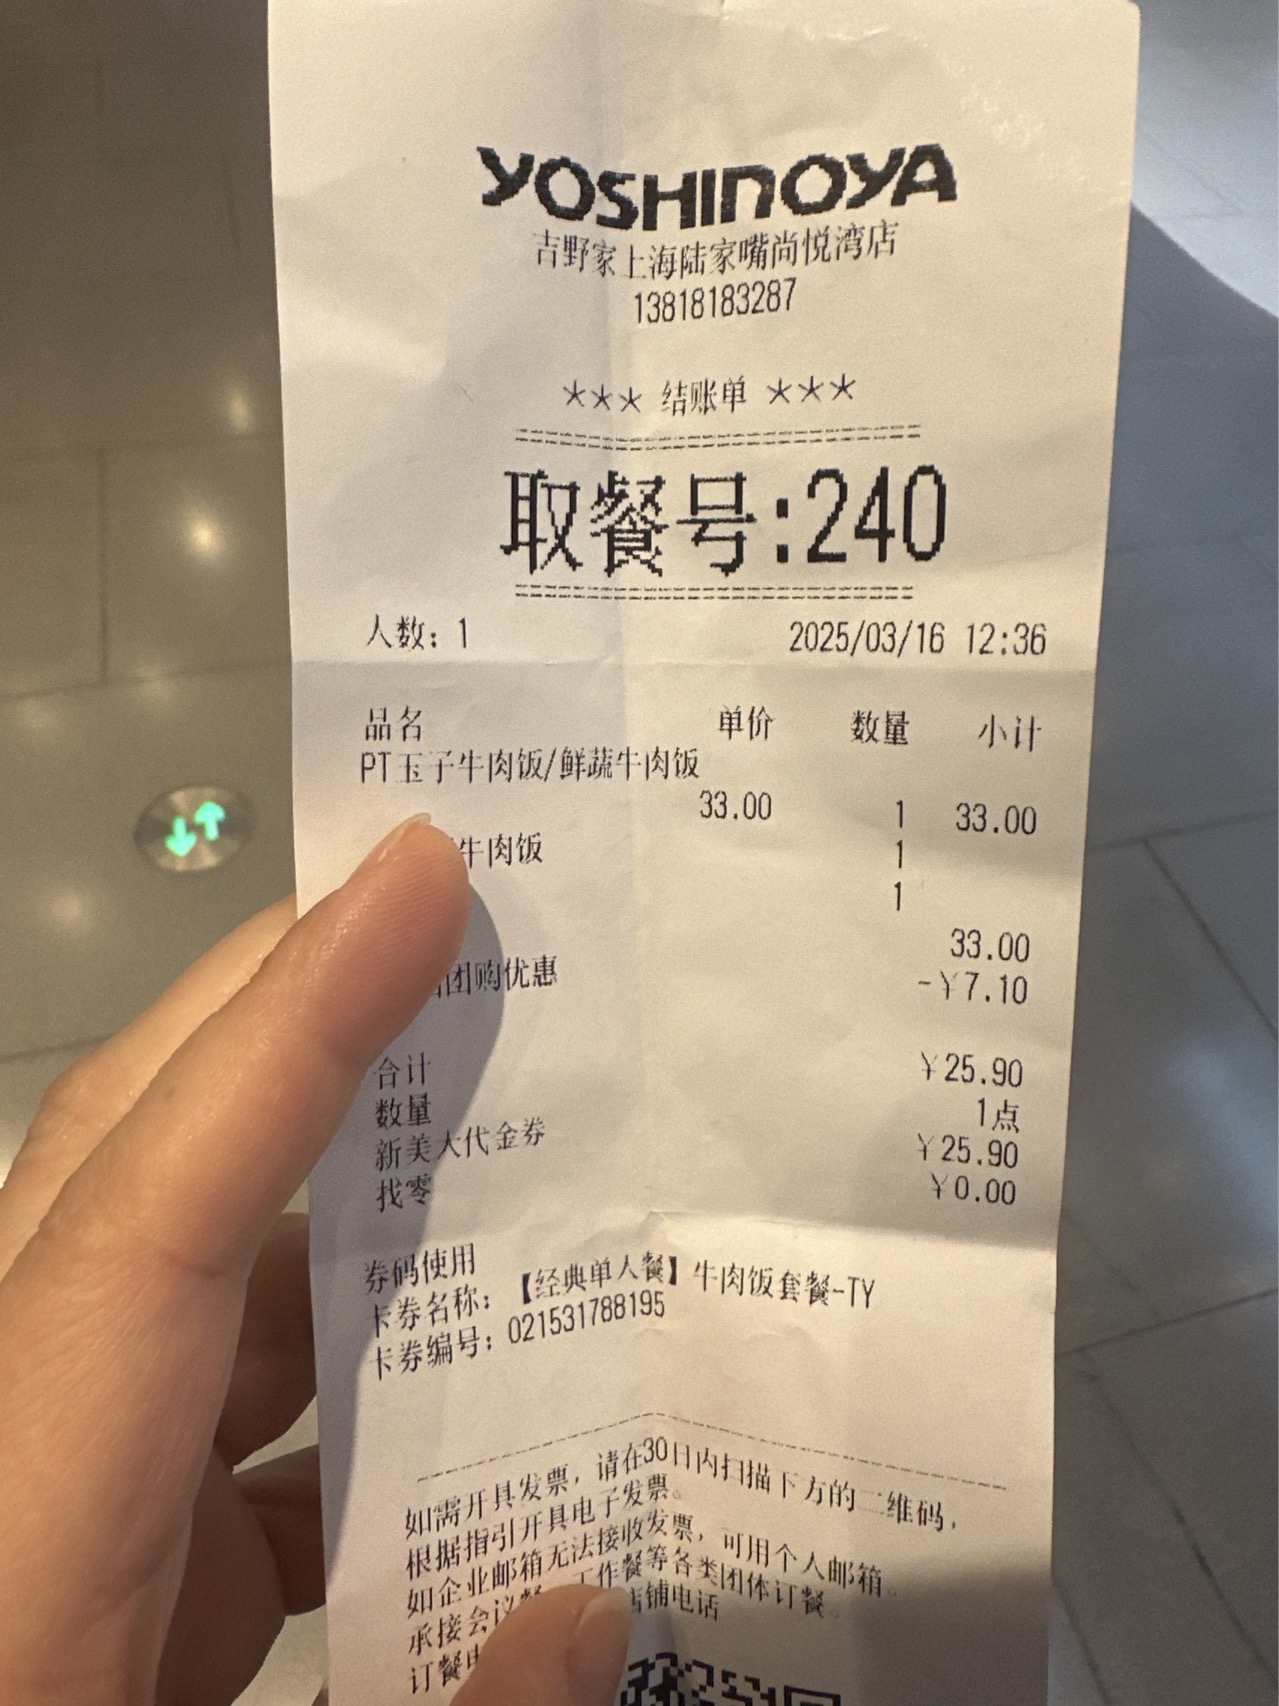 YOSHINOYA
吉野家上海陆家嘴尚悦湾店
13818183287
*** 结账单 ***
取餐号:240
人数: 1 2025/03/16 12:36
品名 单价 数量 小计
PT玉子牛肉饭/鲜蔬牛肉饭
33.00 1 33.00
牛肉饭 1
1
33.00
团购优惠 -¥7.10
合计 ¥25.90
数量 1点
新美大代金券 ¥25.90
找零 ¥0.00
券码使用
卡券名称: 【经典单人餐】牛肉饭套餐-TY
卡券编号: 021531788195
如需开具发票, 请在30日内扫描下方的二维码,
根据指引开具电子发票。
如企业邮箱无法接收发票, 可用个人邮箱。
承接会议餐 工作餐等各类团体订餐。
订餐 店铺电话